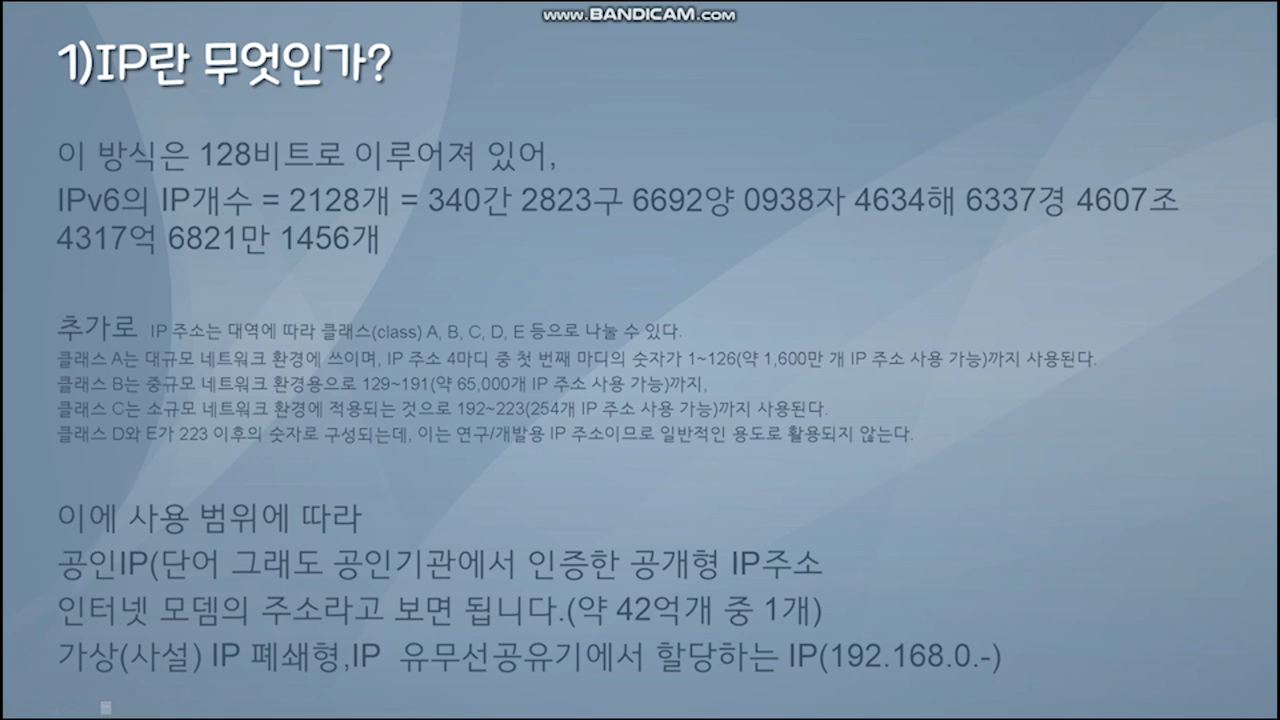 www.BANDICAM.com
1)IP란 무엇인가?
이 방식은 128비트로 이루어져 있어,
IPv6의 IP개수 = 2128개 = 340간 2823구 6692양 0938자 4634해 6337경 4607조
4317억 6821만 1456개
추가로 IP 주소는 대역에 따라 클래스(class) A, B, C, D, E 등으로 나눌 수 있다.
클래스 A는 대규모 네트워크 환경에 쓰이며, IP 주소 4마디 중 첫 번째 마디의 숫자가 1~126(약 1,600만 개 IP 주소 사용 가능)까지 사용된다.
클래스 B는 중규모 네트워크 환경용으로 129~191(약 65,000개 IP 주소 사용 가능)까지,
클래스 C는 소규모 네트워크 환경에 적용되는 것으로 192~223(254개 IP 주소 사용 가능)까지 사용된다.
클래스 D와 E가 223 이후의 숫자로 구성되는데, 이는 연구/개발용 IP 주소이므로 일반적인 용도로 활용되지 않는다.
이에 사용 범위에 따라
공인IP(단어 그래도 공인기관에서 인증한 공개형 IP주소
인터넷 모뎀의 주소라고 보면 됩니다.(약 42억개 중 1개)
가상(사설) IP 폐쇄형,IP 유무선공유기에서 할당하는 IP(192.168.0.-)